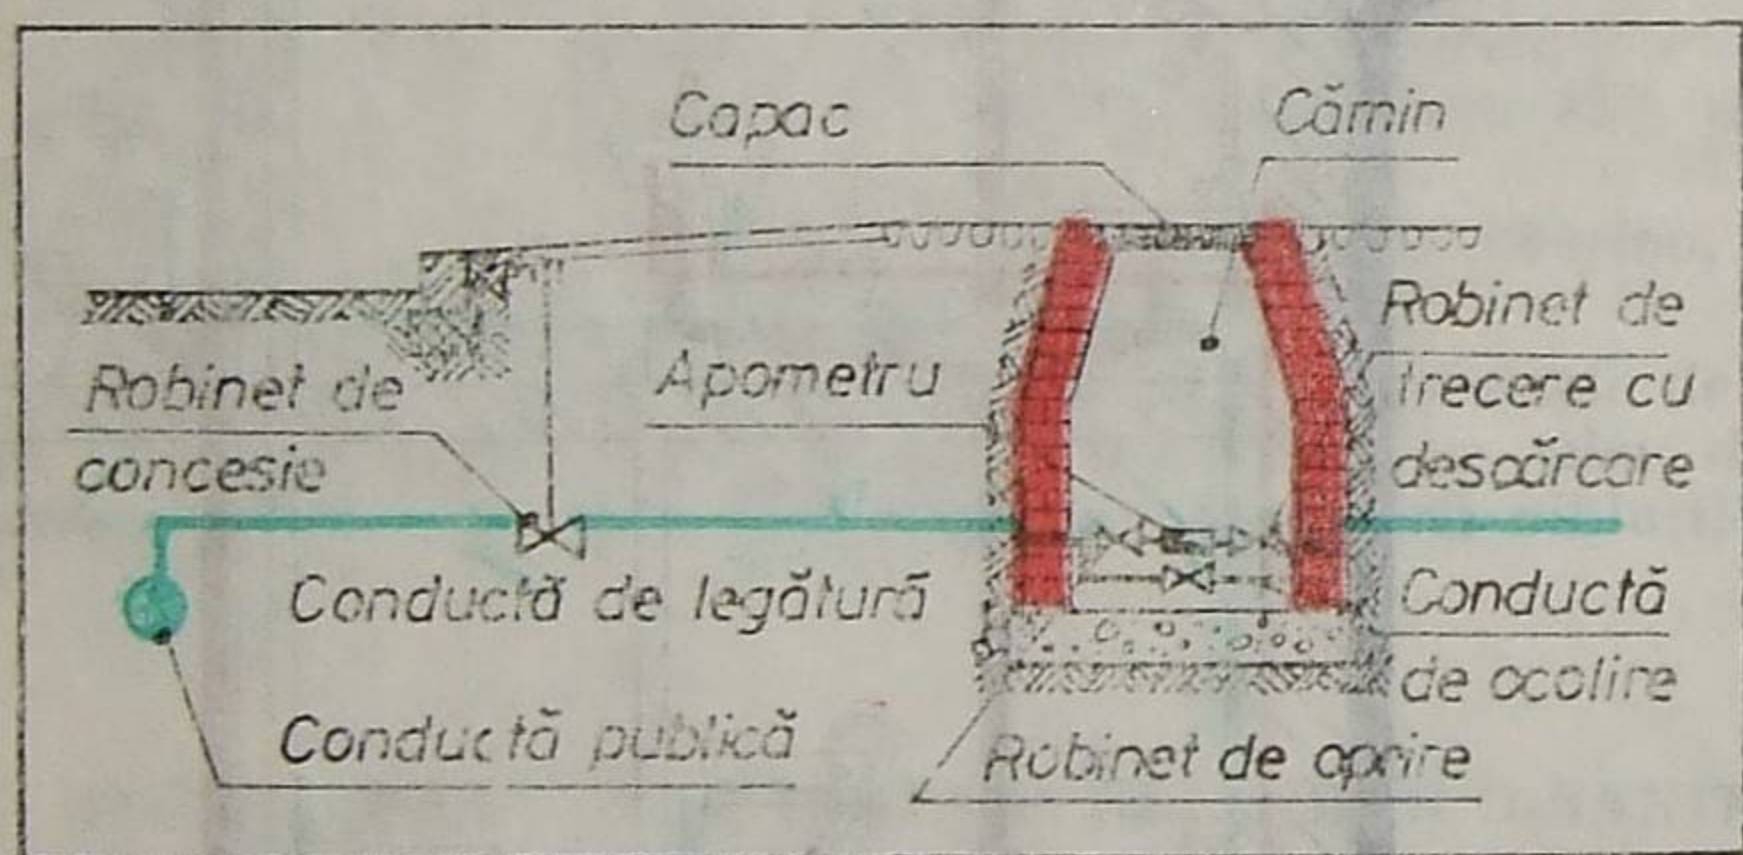 Capac
Cămin
Robinet de
trecere cu
descărcare
Apometru
Robinet de
concesie
Conductă de legătură
Conductă
de ocolire
Conductă publică
Robinet de oprire